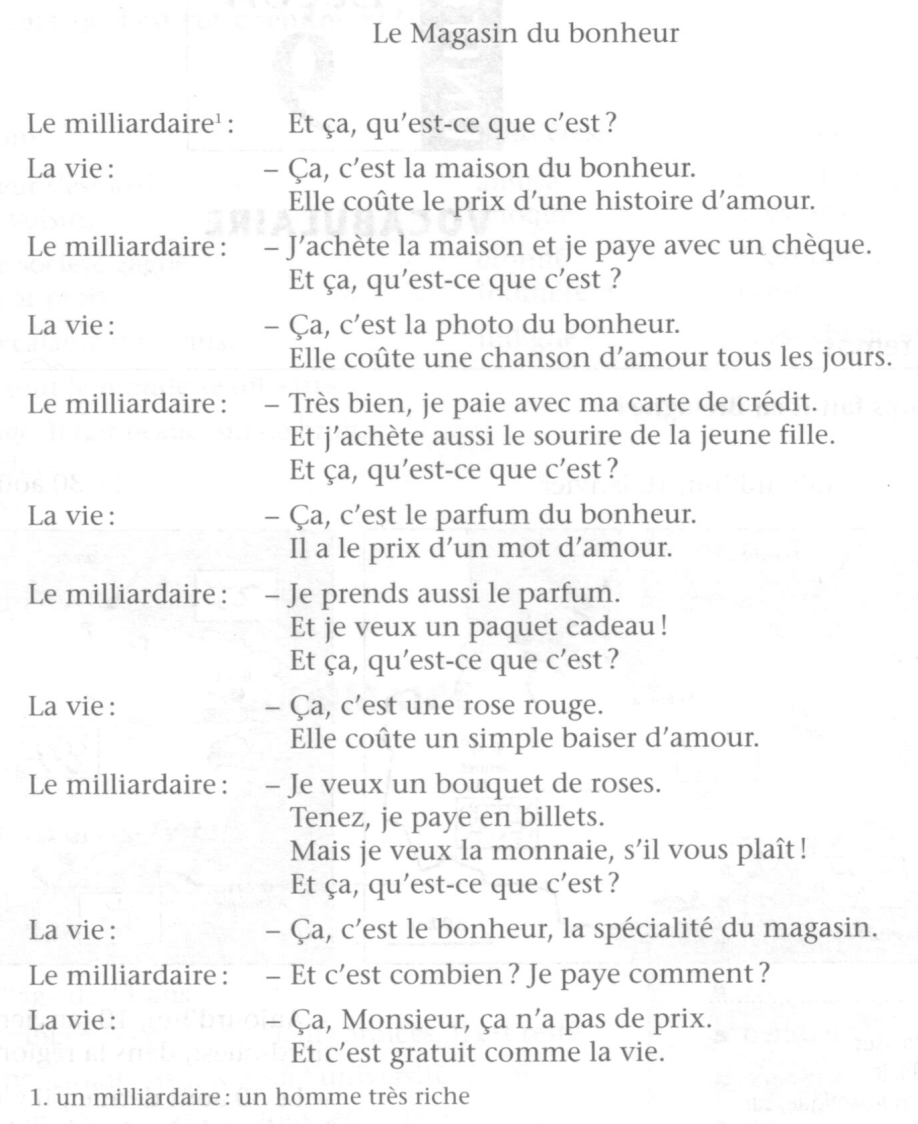 Le Magasin du bonheur
Le milliardaire¹ : Et ça, qu'est-ce que c'est ?
La vie : – Ça, c'est la maison du bonheur.
Elle coûte le prix d'une histoire d'amour.
Le milliardaire : – J'achète la maison et je paye avec un chèque.
Et ça, qu'est-ce que c'est ?
La vie : – Ça, c'est la photo du bonheur.
Elle coûte une chanson d'amour tous les jours.
Le milliardaire : – Très bien, je paie avec ma carte de crédit.
Et j'achète aussi le sourire de la jeune fille.
Et ça, qu'est-ce que c'est ?
La vie : – Ça, c'est le parfum du bonheur.
Il a le prix d'un mot d'amour.
Le milliardaire : – Je prends aussi le parfum.
Et je veux un paquet cadeau !
Et ça, qu'est-ce que c'est ?
La vie : – Ça, c'est une rose rouge.
Elle coûte un simple baiser d'amour.
Le milliardaire : – Je veux un bouquet de roses.
Tenez, je paye en billets.
Mais je veux la monnaie, s'il vous plaît !
Et ça, qu'est-ce que c'est ?
La vie : – Ça, c'est le bonheur, la spécialité du magasin.
Le milliardaire : – Et c'est combien ? Je paye comment ?
La vie : – Ça, Monsieur, ça n'a pas de prix.
Et c'est gratuit comme la vie.
1. un milliardaire : un homme très riche